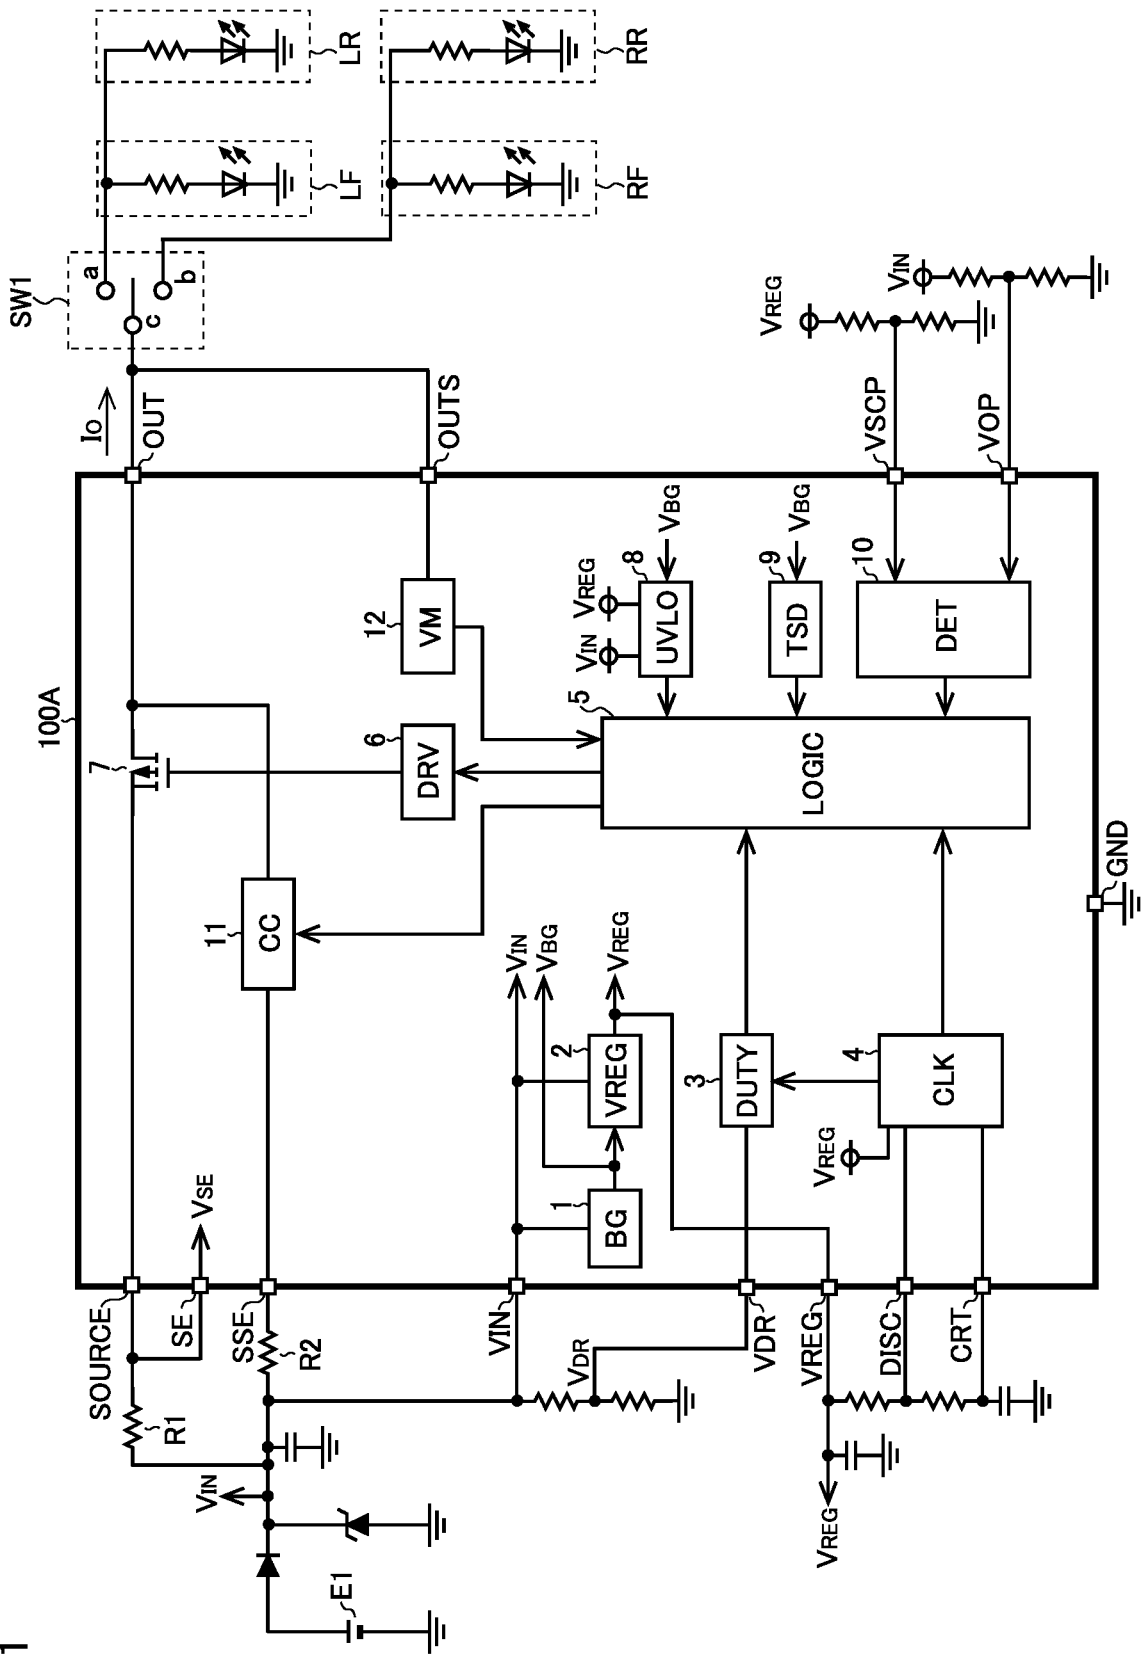 1
E1
VIN
R1
R2
SOURCE
SE
SSE
VIN
VDR
VDR
VREG
DISC
CRT
VREG
VSE
100A
7
11
CC
1
BG
2
VREG
VIN
VBG
VREG
3
DUTY
4
CLK
VREG
GND
5
LOGIC
6
DRV
12
VM
8
UVLO
VIN
VREG
VBG
9
TSD
VBG
10
DET
Io
OUT
OUTS
VSCP
VOP
VREG
VIN
SW1
a
b
c
LF
LR
RF
RR